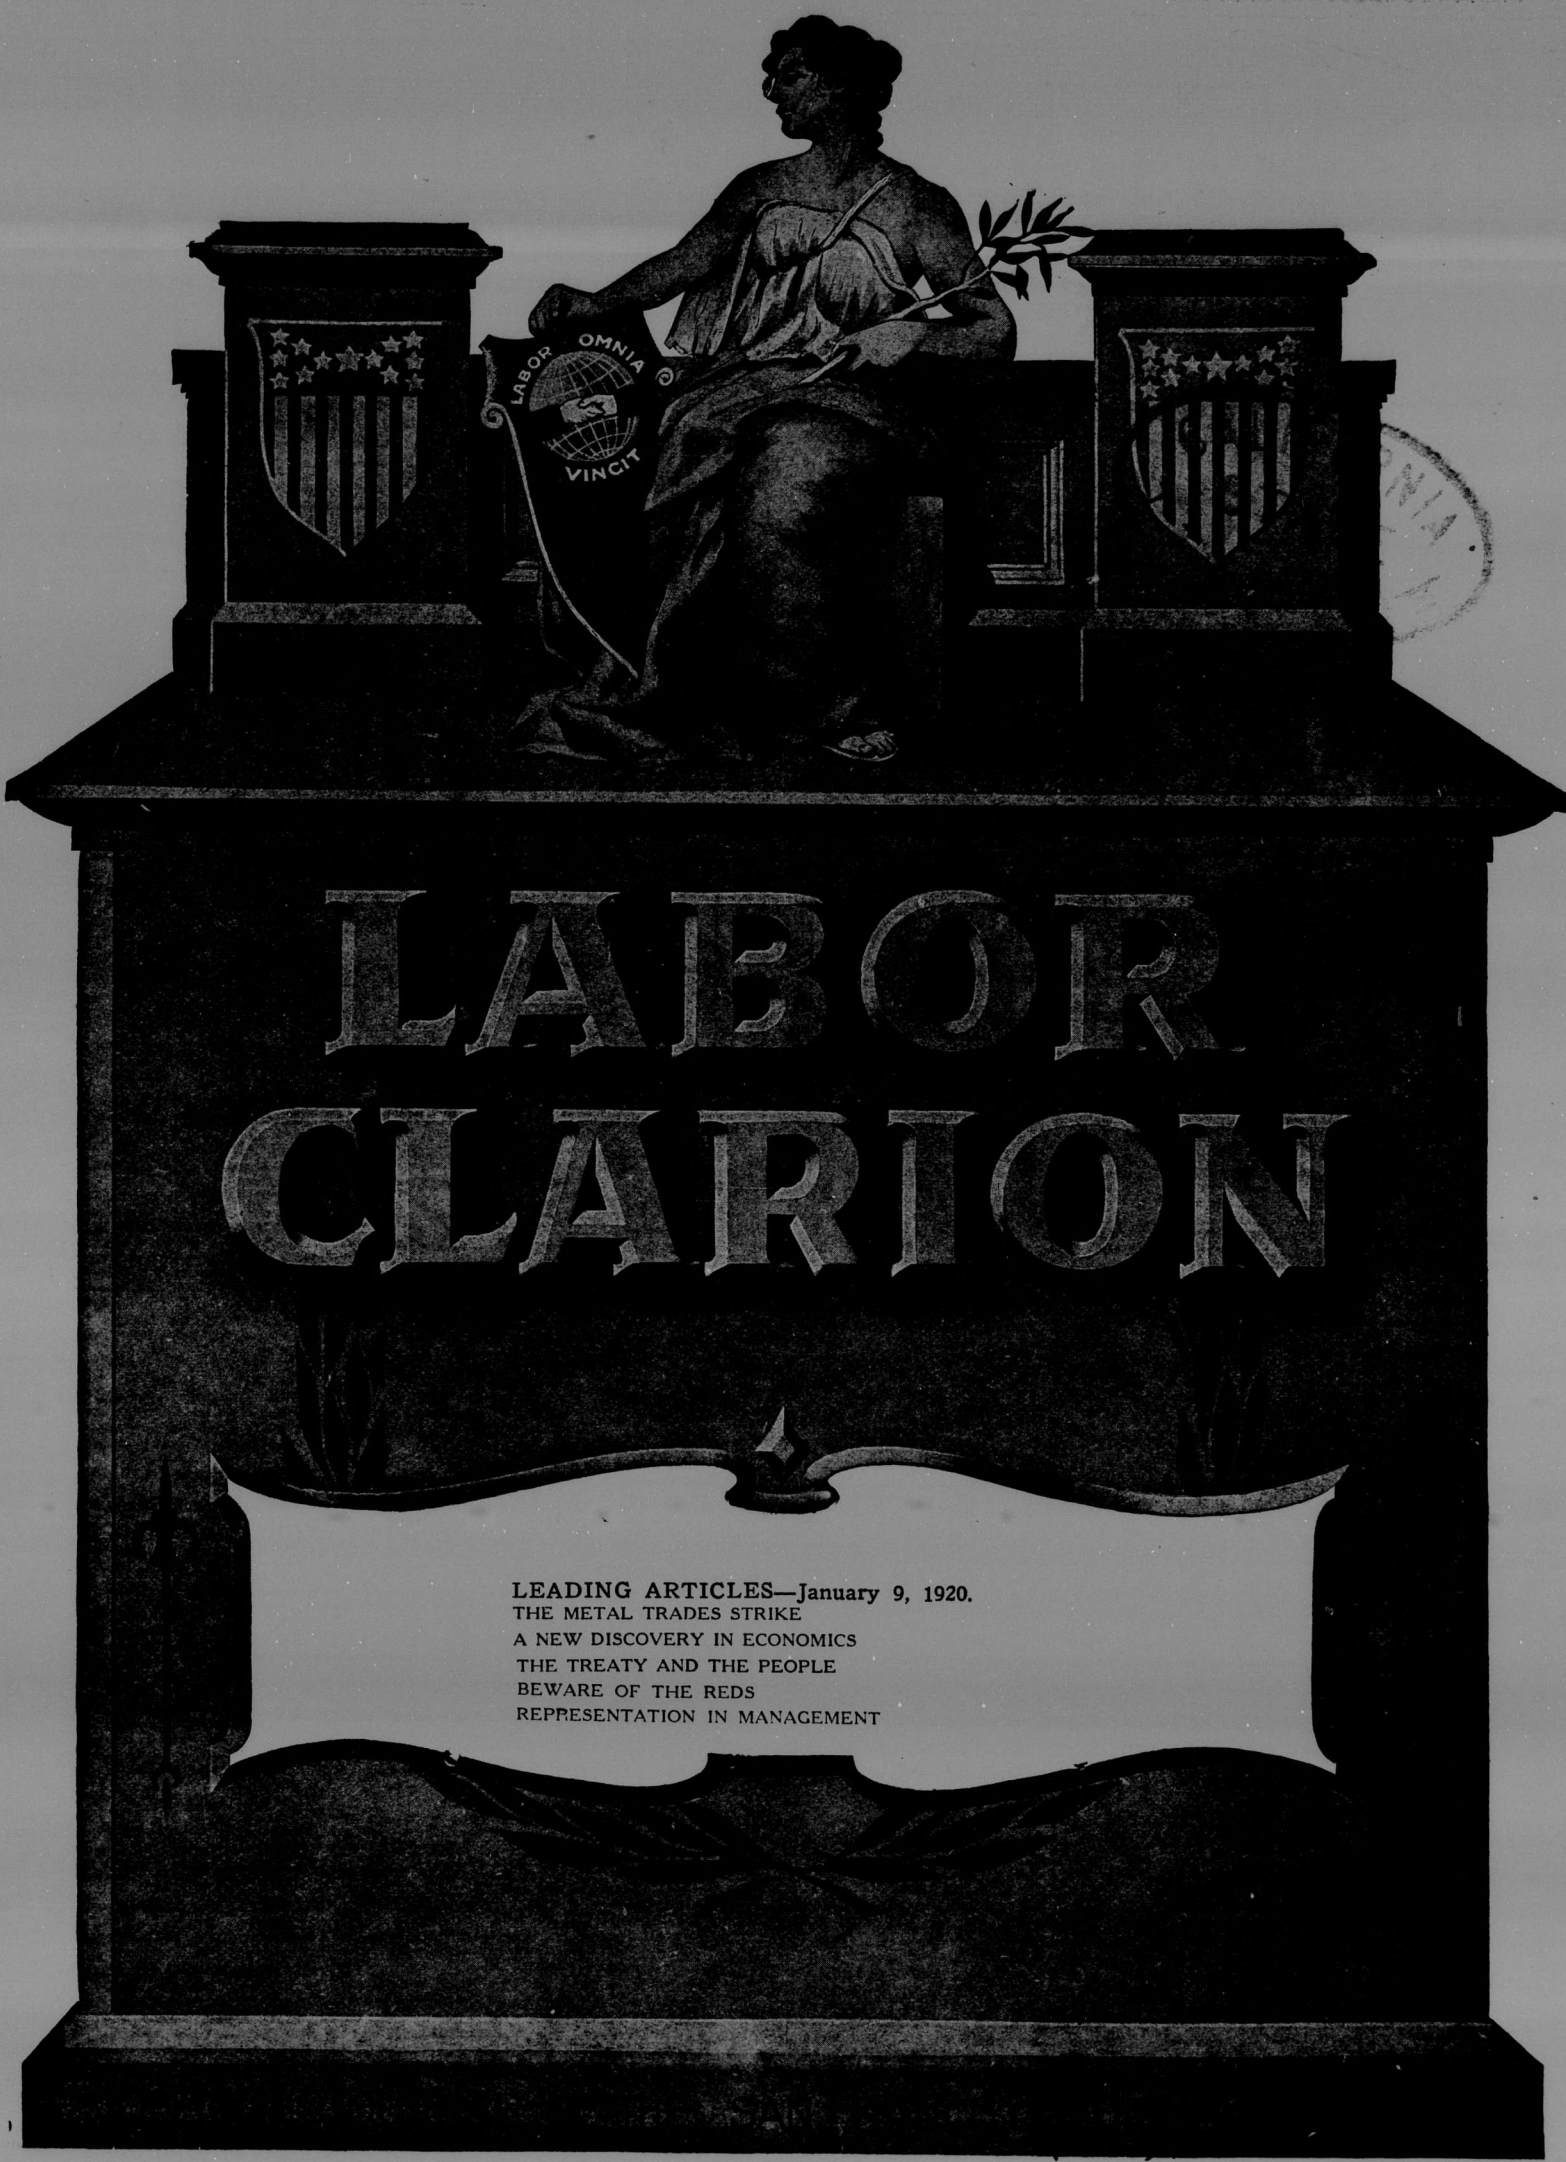 LABOR OMNIA
VINCIT
LABOR
CLARION
LEADING ARTICLES—January 9, 1920.
THE METAL TRADES STRIKE
A NEW DISCOVERY IN ECONOMICS
THE TREATY AND THE PEOPLE
BEWARE OF THE REDS
REPRESENTATION IN MANAGEMENT